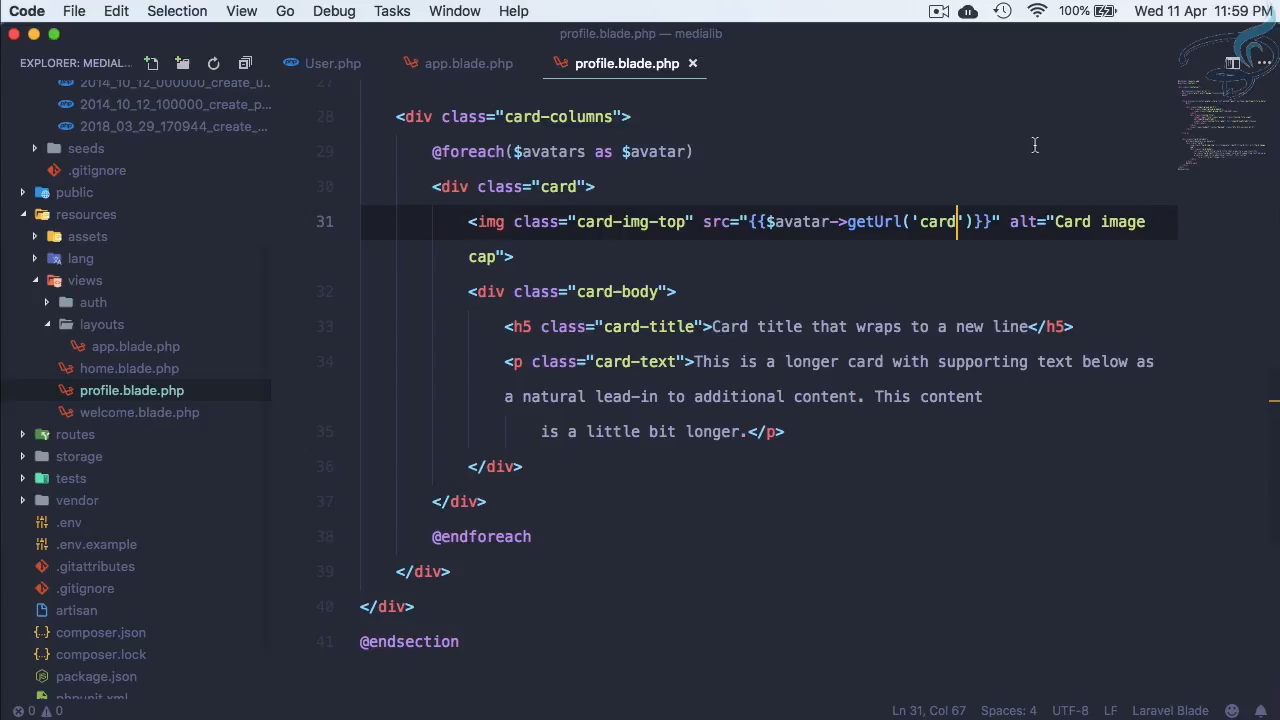 Code File Edit Selection View Go Debug Tasks Window Help 100% Wed 11 Apr 11:59 PM
profile.blade.php — medialib
EXPLORER: MEDIAL... User.php app.blade.php profile.blade.php
2014_10_12_000000_create_u...
2014_10_12_100000_create_p...
2018_03_29_170944_create_...
seeds
.gitignore
public
resources
assets
lang
views
auth
layouts
app.blade.php
home.blade.php
profile.blade.php
welcome.blade.php
routes
storage
tests
vendor
.env
.env.example
.gitattributes
.gitignore
artisan
composer.json
composer.lock
package.json
phpunit.xml
27
28 <div class="card-columns">
29 @foreach($avatars as $avatar)
30 <div class="card">
31 <img class="card-img-top" src="{{$avatar->getUrl('card')}}" alt="Card image
cap">
32 <div class="card-body">
33 <h5 class="card-title">Card title that wraps to a new line</h5>
34 <p class="card-text">This is a longer card with supporting text below as
a natural lead-in to additional content. This content
35 is a little bit longer.</p>
36 </div>
37 </div>
38 @endforeach
39 </div>
40 </div>
41 @endsection
0 0 Ln 31, Col 67 Spaces: 4 UTF-8 LF Laravel Blade